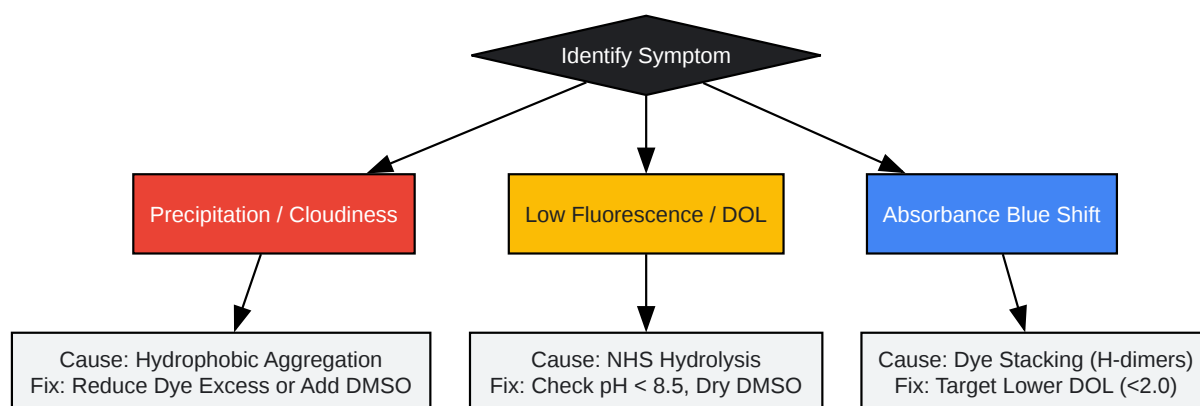 Identify Symptom
Precipitation / Cloudiness
Low Fluorescence / DOL
Absorbance Blue Shift
Cause: Hydrophobic Aggregation
Fix: Reduce Dye Excess or Add DMSO
Cause: NHS Hydrolysis
Fix: Check pH < 8.5, Dry DMSO
Cause: Dye Stacking (H-dimers)
Fix: Target Lower DOL (<2.0)